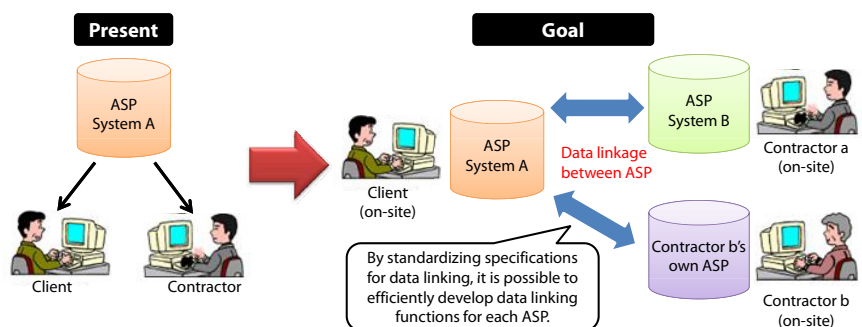 Present
ASP
System A
Client
Contractor
Goal
Client
(on-site)
ASP
System A
Data linkage
between ASP
ASP
System B
Contractor a
(on-site)
Contractor b's
own ASP
Contractor b
(on-site)
By standardizing specifications
for data linking, it is possible to
efficiently develop data linking
functions for each ASP.